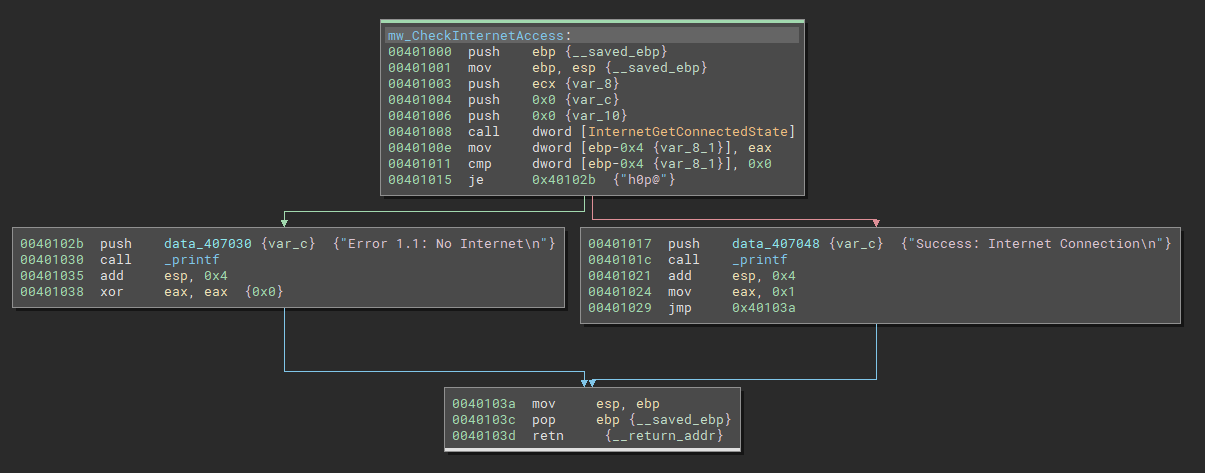 mw_CheckInternetAccess:
00401000 push ebp {__saved_ebp}
00401001 mov ebp, esp {__saved_ebp}
00401003 push ecx {var_8}
00401004 push 0x0 {var_c}
00401006 push 0x0 {var_10}
00401008 call dword [InternetGetConnectedState]
0040100e mov dword [ebp-0x4 {var_8_1}], eax
00401011 cmp dword [ebp-0x4 {var_8_1}], 0x0
00401015 je 0x40102b {"h0p@"}
0040102b push data_407030 {var_c} {"Error 1.1: No Internet\n"}
00401030 call _printf
00401035 add esp, 0x4
00401038 xor eax, eax {0x0}
00401017 push data_407048 {var_c} {"Success: Internet Connection\n"}
0040101c call _printf
00401021 add esp, 0x4
00401024 mov eax, 0x1
00401029 jmp 0x40103a
0040103a mov esp, ebp
0040103c pop ebp {__saved_ebp}
0040103d retn {__return_addr}